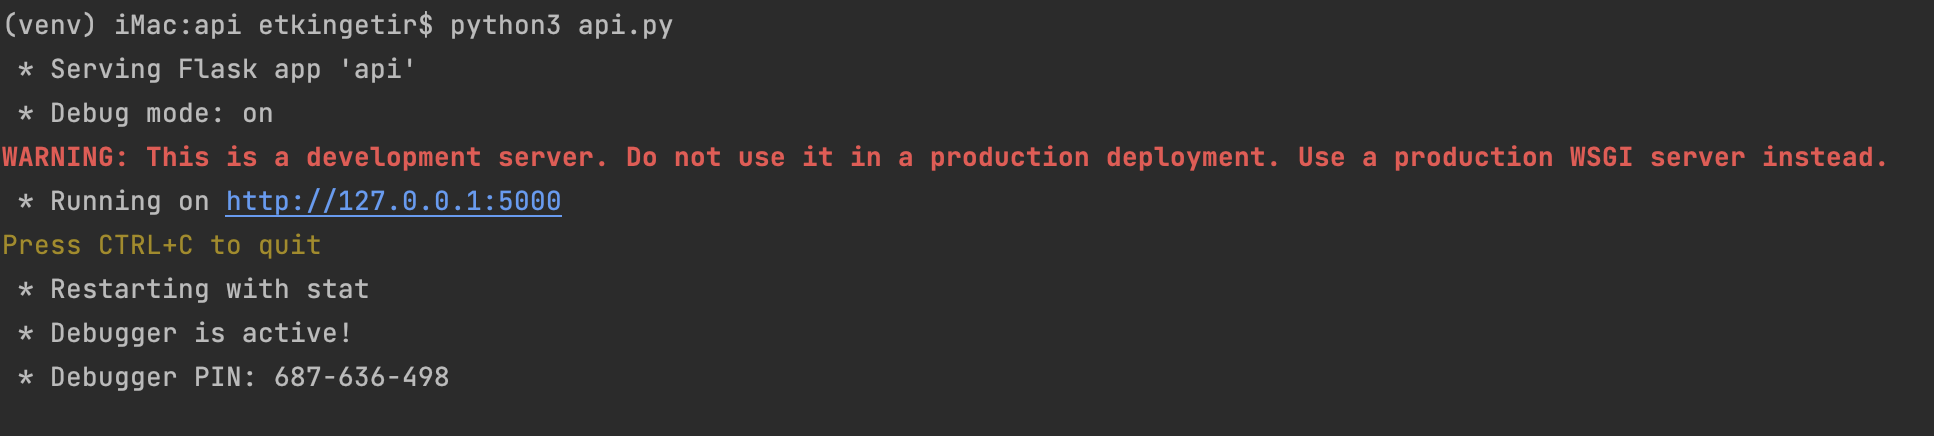 (venv) iMac:api etkingetir$ python3 api.py
 * Serving Flask app 'api'
 * Debug mode: on
WARNING: This is a development server. Do not use it in a production deployment. Use a production WSGI server instead.
 * Running on http://127.0.0.1:5000
Press CTRL+C to quit
 * Restarting with stat
 * Debugger is active!
 * Debugger PIN: 687-636-498